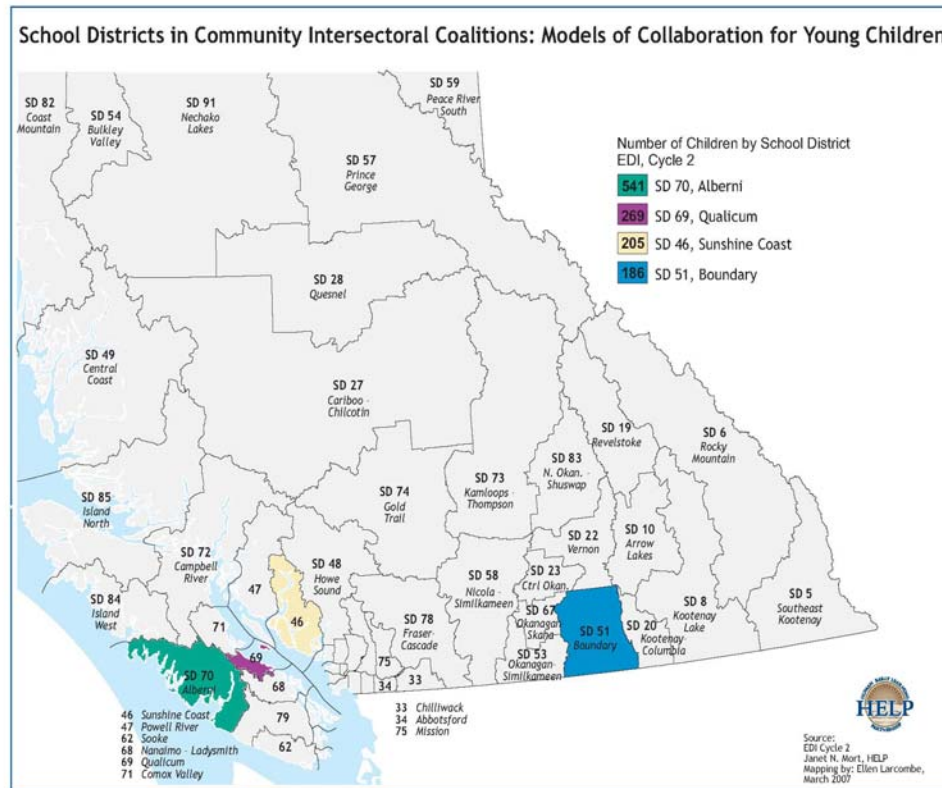 School Districts in Community Intersectoral Coalitions: Models of Collaboration for Young Children
SD 59
Peace River
South
SD 82
Coast
Mountain
SD 54
Bulkley
Valley
SD 91
Nechako
Lakes
SD 57
Prince
George
Number of Children by School District
EDI, Cycle 2
541 SD 70, Alberni
269 SD 69, Qualicum
205 SD 46, Sunshine Coast
186 SD 51, Boundary
SD 28
Quesnel
SD 49
Central
Coast
SD 27
Cariboo -
Chilcotin
SD 19
Revelstoke
SD 6
Rocky
Mountain
SD 83
N. Okan. -
Shuswap
SD 73
Kamloops -
Thompson
SD 74
Gold
Trail
SD 85
Island
North
SD 72
Campbell
River
SD 22
Vernon
SD 10
Arrow
Lakes
SD 48
Howe
Sound
47
46
SD 58
Nicola -
Similkameen
SD 23
Ctrl Okan.
SD 84
Island
West
71
SD 78
Fraser-
Cascade
SD 67
Okanagan
Skaha
SD 51
Boundary
SD 20
Kootenay-
Columbia
SD 8
Kootenay
Lake
SD 5
Southeast
Kootenay
SD 53
Okanagan-
Similkameen
69
75
33
34
SD 70
Alberni
68
79
62
46 Sunshine Coast
47 Powell River
62 Sooke
68 Nanaimo - Ladysmith
69 Qualicum
71 Comox Valley
33 Chilliwack
34 Abbotsford
75 Mission
HELP
Source:
EDI Cycle 2
Janet N. Mort, HELP
Mapping by: Ellen Larcombe,
March 2007